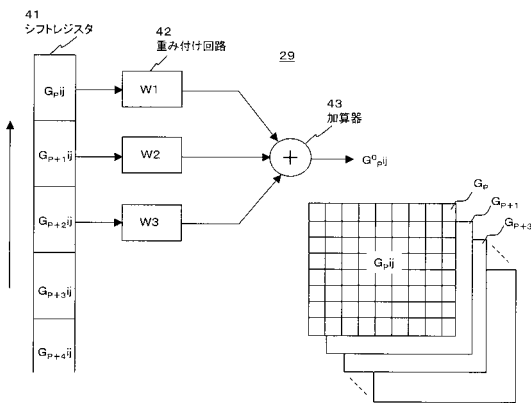 41
シフトレジスタ
42
重み付け回路
29
43
加算器
GPij
W1
GP+1ij
W2
+
G⁰Pij
GP+2ij
W3
GP
GP+1
GP+3
GPij
GP+3ij
GP+4ij